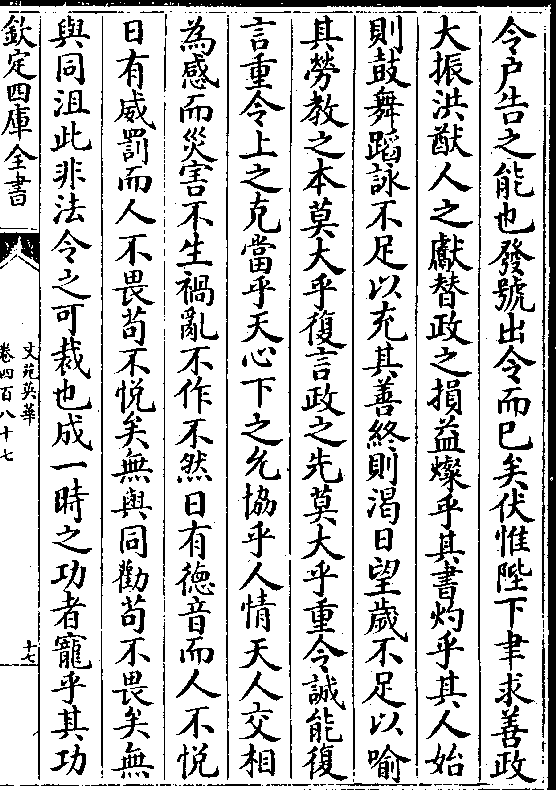 令户告之能也發號出令而已矣伏惟陛下聿求善政
大振洪猷人之獻替政之損益燦乎其書灼乎其人始
則鼓舞蹈詠不足以充其善終則渴日望歲不足以喻
其勞教之本莫大乎復言政之先莫大乎重令誠能復
言重令上之克當乎天心下之允協乎人情天人交相
為感而災害不生禍亂不作不然日有德音而人不悦
日有威罰而人不畏苟不悦矣無與同勸苟不畏矣無
與同沮此非法令之可裁也成一時之功者寵乎其功
欽定四庫全書
文苑英華
卷四百八十七
十七